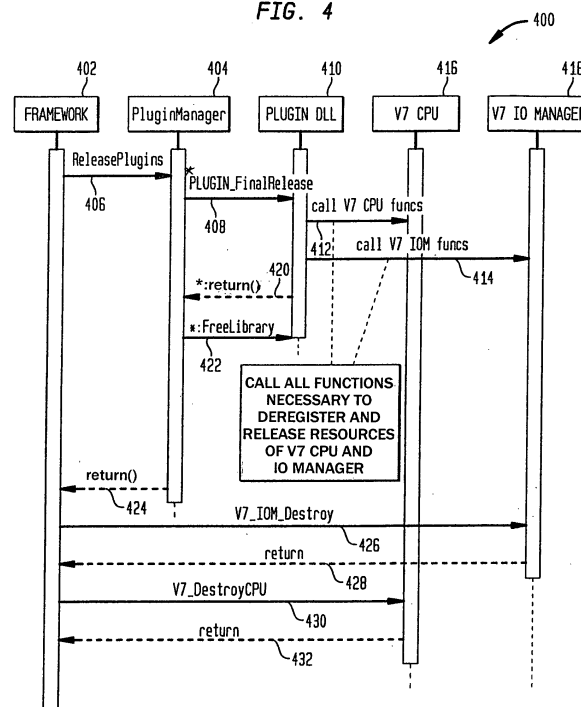 FIG. 4
400
402
404
410
416
418
FRAMEWORK
PluginManager
PLUGIN DLL
V7 CPU
V7 IO MANAGER
ReleasePlugins
406
*
PLUGIN_FinalRelease
408
call V7 CPU funcs
412
call V7 IOM funcs
414
420
*:return()
*:FreeLibrary
422
CALL ALL FUNCTIONS
NECESSARY TO
DEREGISTER AND
RELEASE RESOURCES
OF V7 CPU AND
IO MANAGER
return()
424
V7_IOM_Destroy
426
return
428
V7_DestroyCPU
430
return
432